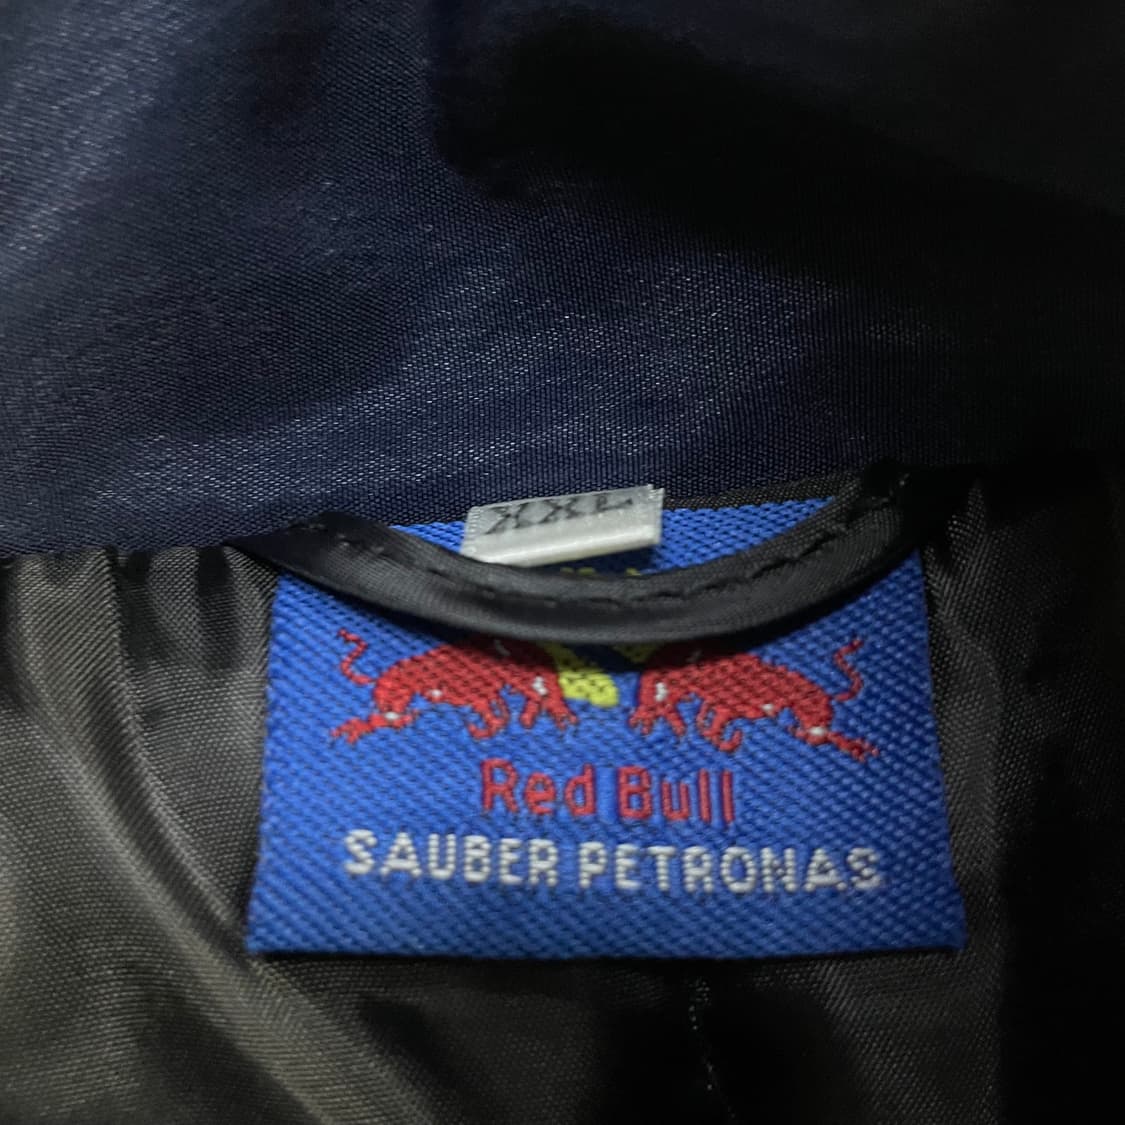 XXL
Red Bull
SAUBER PETRONAS